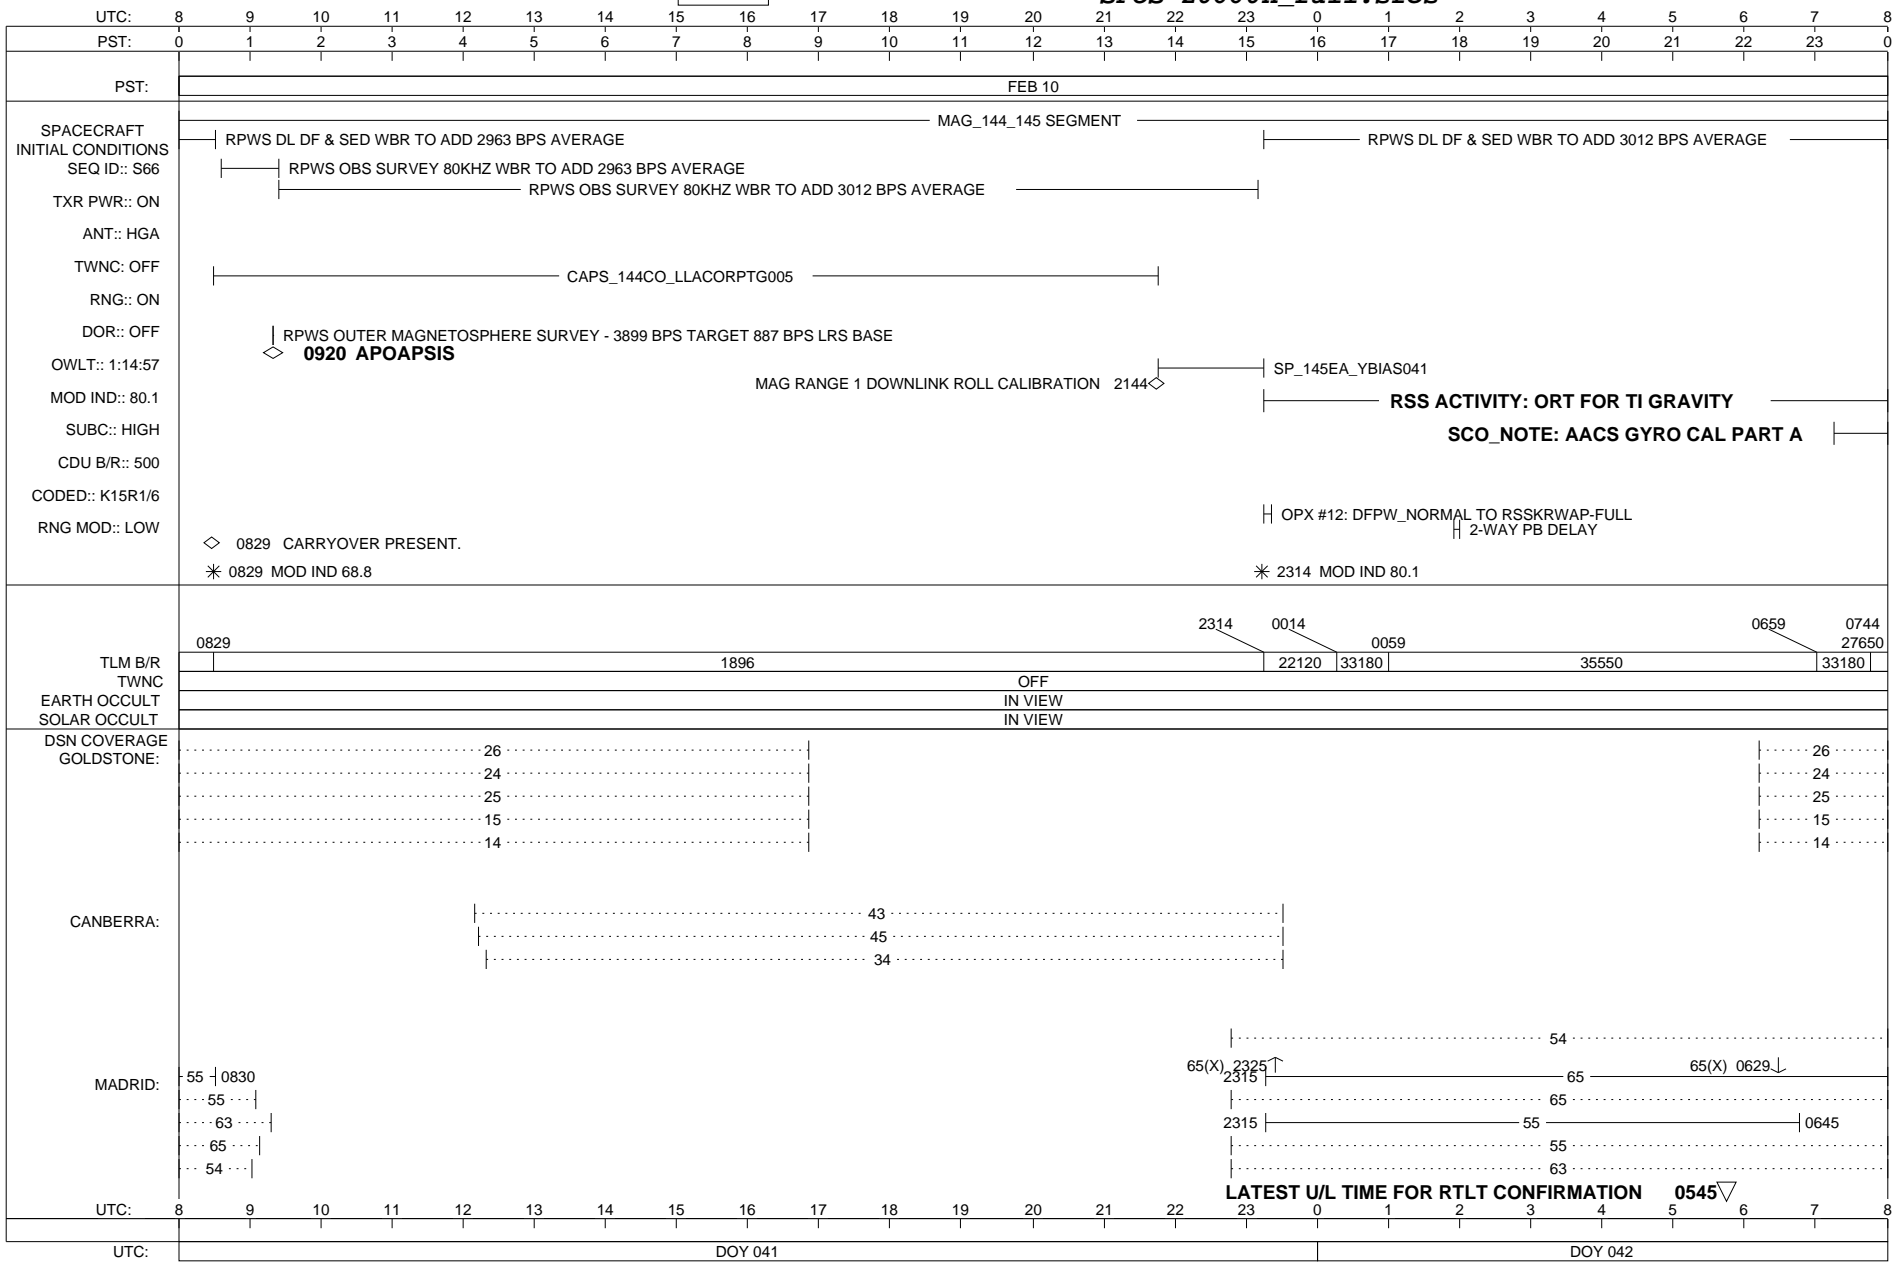 UTC: 8 9 10 11 12 13 14 15 16 17 18 19 20 21 22 23 0 1 2 3 4 5 6 7 8
PST: 0 1 2 3 4 5 6 7 8 9 10 11 12 13 14 15 16 17 18 19 20 21 22 23 0
PST: FEB 10
MAG_144_145 SEGMENT
SPACECRAFT
INITIAL CONDITIONS
RPWS DL DF & SED WBR TO ADD 2963 BPS AVERAGE
RPWS DL DF & SED WBR TO ADD 3012 BPS AVERAGE
SEQ ID:: S66
RPWS OBS SURVEY 80KHZ WBR TO ADD 2963 BPS AVERAGE
RPWS OBS SURVEY 80KHZ WBR TO ADD 3012 BPS AVERAGE
TXR PWR:: ON
ANT:: HGA
TWNC: OFF
CAPS_144CO_LLACORPTG005
RNG:: ON
DOR:: OFF
RPWS OUTER MAGNETOSPHERE SURVEY - 3899 BPS TARGET 887 BPS LRS BASE
0920 APOAPSIS
OWLT:: 1:14:57
SP_145EA_YBIAS041
MAG RANGE 1 DOWNLINK ROLL CALIBRATION 2144
MOD IND:: 80.1
RSS ACTIVITY: ORT FOR TI GRAVITY
SUBC:: HIGH
SCO_NOTE: AACS GYRO CAL PART A
CDU B/R:: 500
CODED:: K15R1/6
OPX #12: DFPW_NORMAL TO RSSKRWAP-FULL
RNG MOD:: LOW
2-WAY PB DELAY
0829 CARRYOVER PRESENT.
0829 MOD IND 68.8
2314 MOD IND 80.1
2314 0014 0659 0744
0829 0059 27650
TLM B/R 1896 22120 33180 35550 33180
TWNC OFF
EARTH OCCULT IN VIEW
SOLAR OCCULT IN VIEW
DSN COVERAGE
GOLDSTONE:
26 26
24 24
25 25
15 15
14 14
CANBERRA:
43
45
34
54
65(X) 2325 65(X) 0629
MADRID: 55 0830 2315 65
55 65
63 2315 55 0645
65 55
54 63
LATEST U/L TIME FOR RTLT CONFIRMATION 0545
UTC: 8 9 10 11 12 13 14 15 16 17 18 19 20 21 22 23 0 1 2 3 4 5 6 7 8
UTC: DOY 041 DOY 042